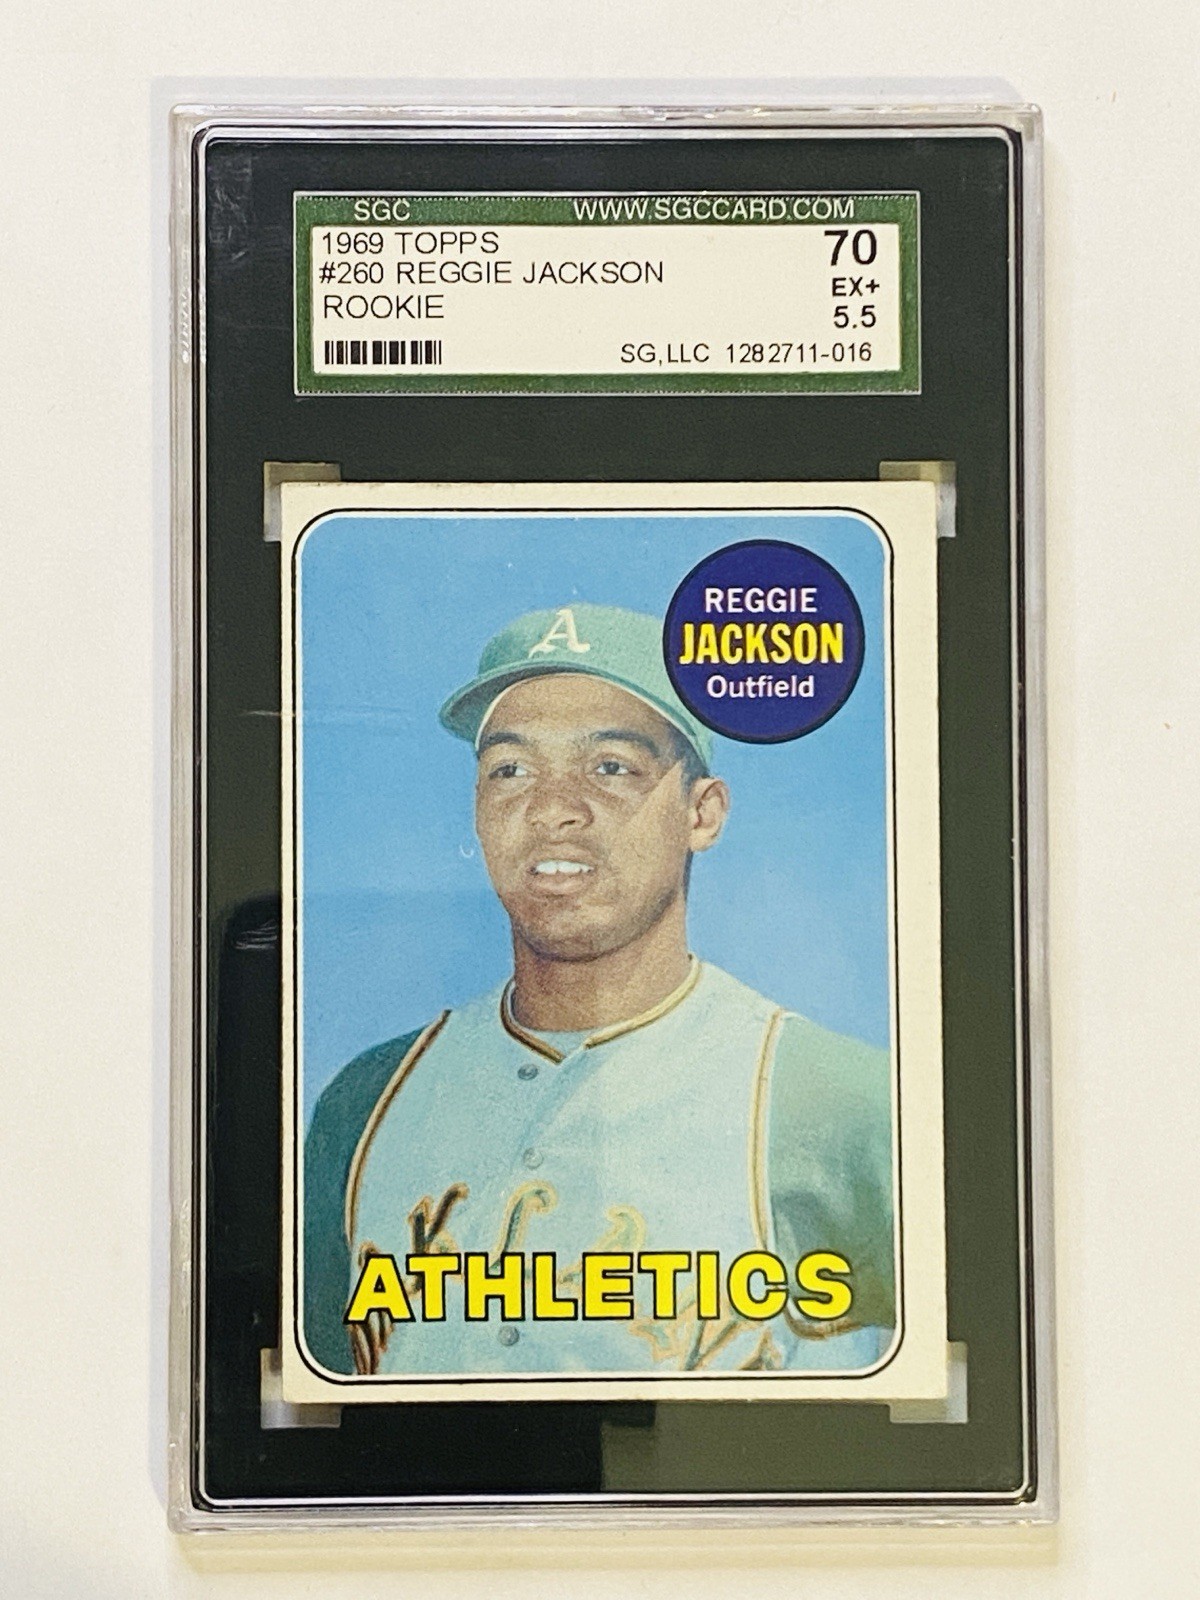 SGC WWW.SGCCARD.COM
1969 TOPPS 70
#260 REGGIE JACKSON EX+
ROOKIE 5.5
SG,LLC 1282711-016
A
REGGIE
JACKSON
Outfield
ATHLETICS